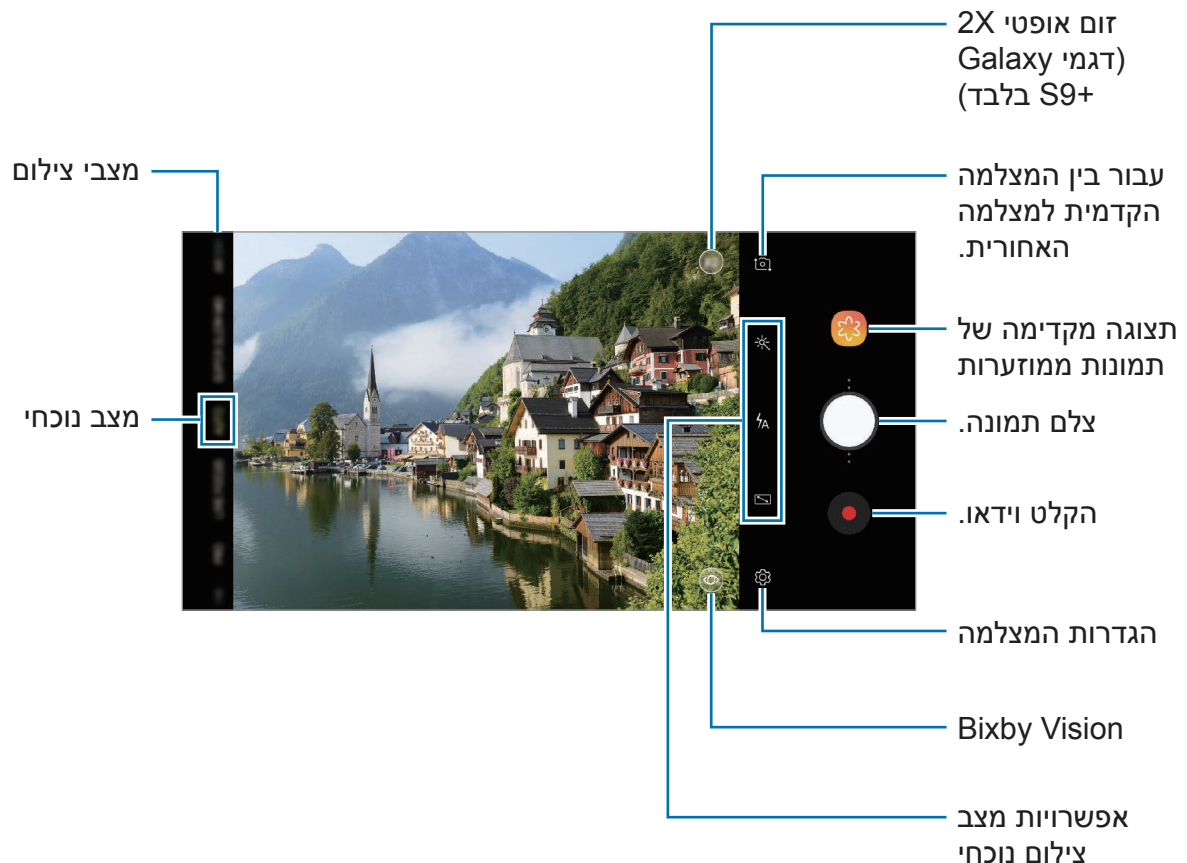 זום אופטי 2X
(דגמי Galaxy
S9+ בלבד)
עבור בין המצלמה
הקדמית למצלמה
האחורית.
תצוגה מקדימה של
תמונות ממוזערות
צלם תמונה.
הקלט וידאו.
הגדרות המצלמה
Bixby Vision
אפשרויות מצב
צילום נוכחי
מצבי צילום
מצב נוכחי